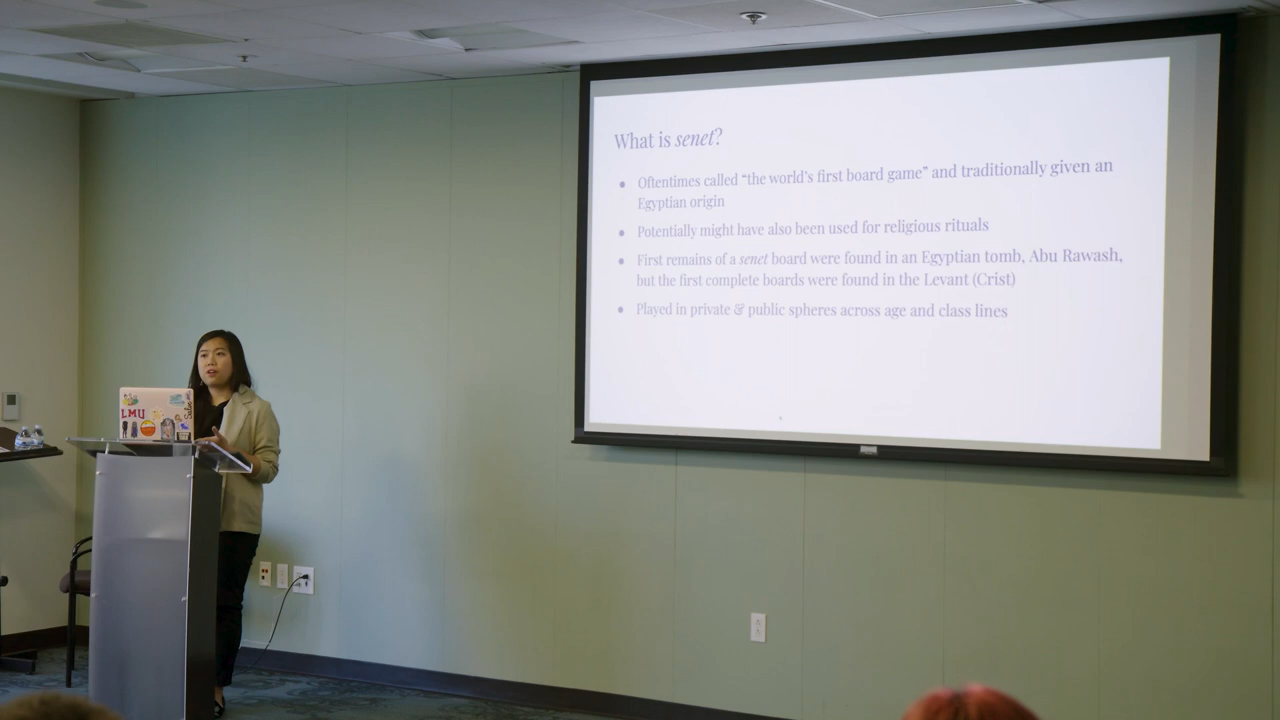 What is senet?
● Oftentimes called “the world’s first board game” and traditionally given an
Egyptian origin
● Potentially might have also been used for religious rituals
● First remains of a senet board were found in an Egyptian tomb, Abu Rawash,
but the first complete boards were found in the Levant (Crist)
● Played in private & public spheres across age and class lines
LMU